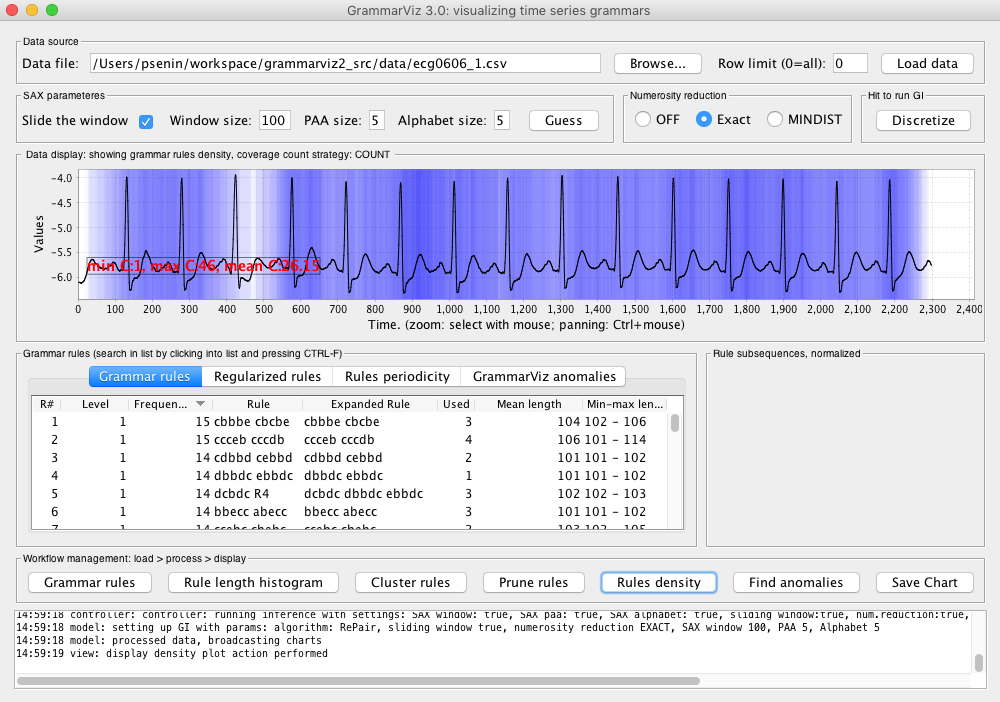 GrammarViz 3.0: visualizing time series grammars
Data source
Data file: /Users/psenin/workspace/grammarviz2_src/data/ecg0606_1.csv Browse... Row limit (0=all): 0 Load data
SAX parameteres Numerosity reduction Hit to run GI
Slide the window Window size: 100 PAA size: 5 Alphabet size: 5 Guess OFF Exact MINDIST Discretize
Data display: showing grammar rules density, coverage count strategy: COUNT
Values
-4.0
-4.5
-5.0
-5.5
-6.0
min C:1, max C:46, mean C:26.15
0 100 200 300 400 500 600 700 800 900 1,000 1,100 1,200 1,300 1,400 1,500 1,600 1,700 1,800 1,900 2,000 2,100 2,200 2,300 2,400
Time. (zoom: select with mouse; panning: Ctrl+mouse)
Grammar rules (search in list by clicking into list and pressing CTRL-F) Rule subsequences, normalized
Grammar rules Regularized rules Rules periodicity GrammarViz anomalies
R# Level Frequen... Rule Expanded Rule Used Mean length Min-max len...
1 1 15 cbbbe cbcbe cbbbe cbcbe 3 104 102 - 106
2 1 15 ccceb cccdb ccceb cccdb 4 106 101 - 114
3 1 14 cdbbd cebbd cdbbd cebbd 2 101 101 - 102
4 1 14 dbbdc ebbdc dbbdc ebbdc 1 101 101 - 102
5 1 14 dcbdc R4 dcbdc dbbdc ebbdc 3 102 102 - 103
6 1 14 bbecc abecc bbecc abecc 3 101 101 - 102
7 1 14 ccebc cbebc ccebc cbebc 2 103 102 - 105
Workflow management: load > process > display
Grammar rules Rule length histogram Cluster rules Prune rules Rules density Find anomalies Save Chart
14:59:18 controller: controller: running inference with settings: SAX window: true, SAX paa: true, SAX alphabet: true, sliding window:true, num.reduction:true,
14:59:18 model: setting up GI with params: algorithm: RePair, sliding window true, numerosity reduction EXACT, SAX window 100, PAA 5, Alphabet 5
14:59:18 model: processed data, broadcasting charts
14:59:19 view: display density plot action performed